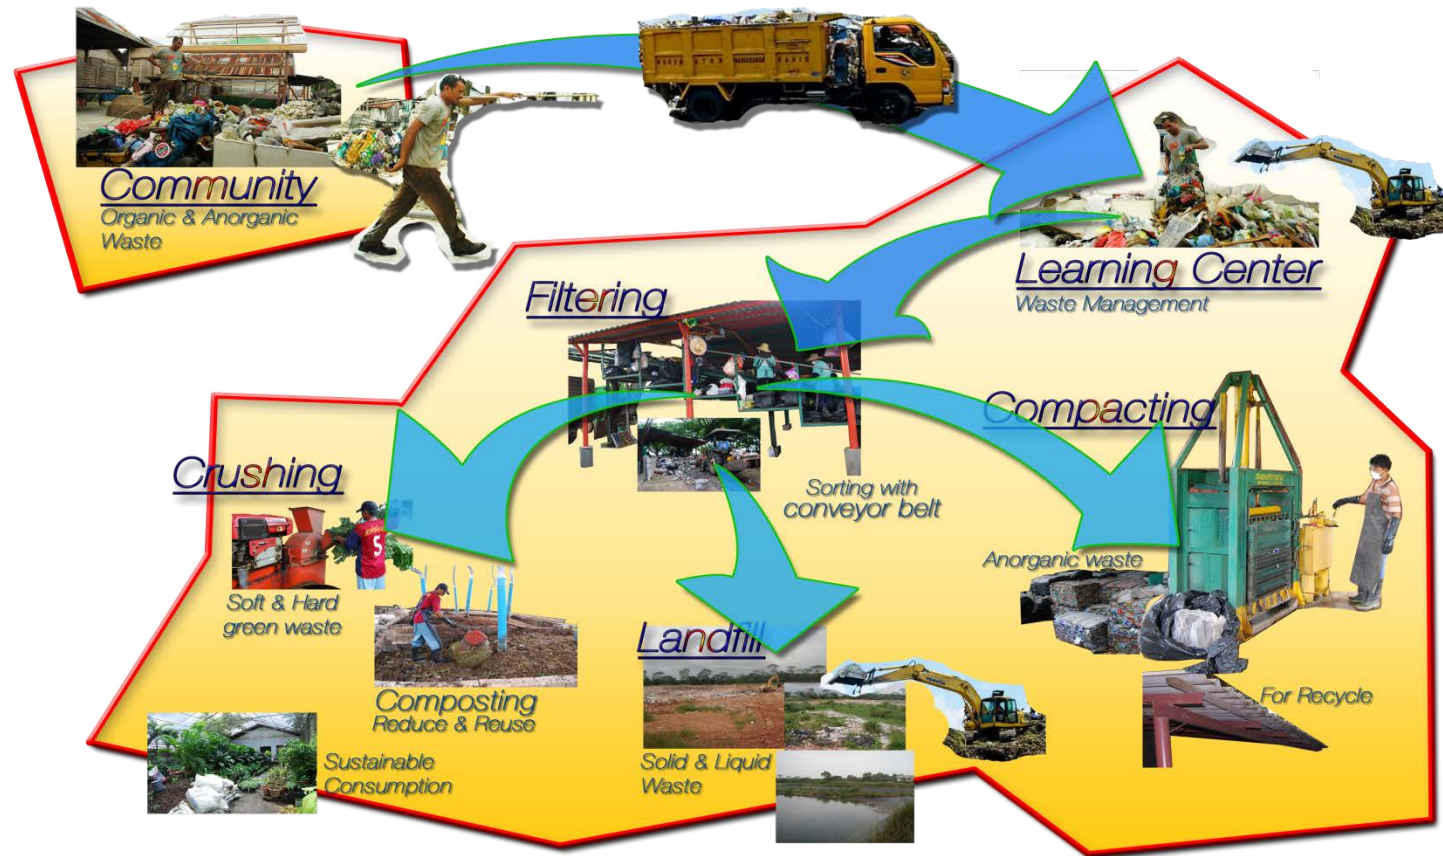 Community
Organic & Anorganic
Waste
Learning Center
Waste Management
Filtering
Sorting with
conveyor belt
Compacting
Anorganic waste
For Recycle
Crushing
Soft & Hard
green waste
5
Composting
Reduce & Reuse
Sustainable
Consumption
Landfill
Solid & Liquid
Waste